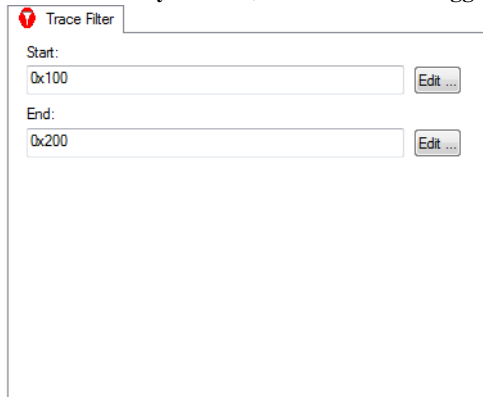 Trace Filter
Start:
0x100
Edit ...
End:
0x200
Edit ...